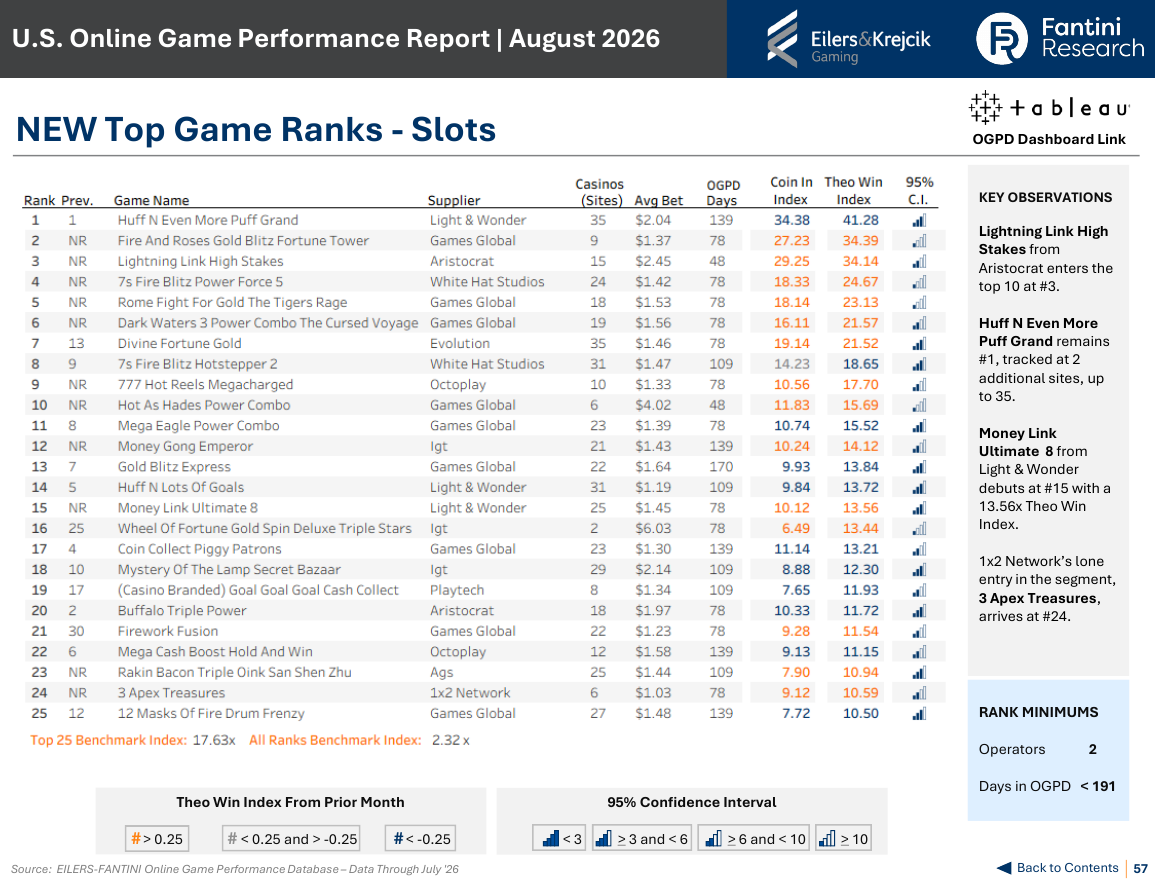 U.S. Online Game Performance Report | August 2026
Eilers&Krejcik
Gaming
Fantini
Research
NEW Top Game Ranks - Slots
+ a b l e a u
OGPD Dashboard Link
Rank Prev. Game Name Supplier Casinos (Sites) Avg Bet OGPD Days Coin In Index Theo Win Index 95% C.I.
1 1 Huff N Even More Puff Grand Light & Wonder 35 $2.04 139 34.38 41.28
2 NR Fire And Roses Gold Blitz Fortune Tower Games Global 9 $1.37 78 27.23 34.39
3 NR Lightning Link High Stakes Aristocrat 15 $2.45 48 29.25 34.14
4 NR 7s Fire Blitz Power Force 5 White Hat Studios 24 $1.42 78 18.33 24.67
5 NR Rome Fight For Gold The Tigers Rage Games Global 18 $1.53 78 18.14 23.13
6 NR Dark Waters 3 Power Combo The Cursed Voyage Games Global 19 $1.56 78 16.11 21.57
7 13 Divine Fortune Gold Evolution 35 $1.46 78 19.14 21.52
8 9 7s Fire Blitz Hotstepper 2 White Hat Studios 31 $1.47 109 14.23 18.65
9 NR 777 Hot Reels Megacharged Octoplay 10 $1.33 78 10.56 17.70
10 NR Hot As Hades Power Combo Games Global 6 $4.02 48 11.83 15.69
11 8 Mega Eagle Power Combo Games Global 23 $1.39 78 10.74 15.52
12 NR Money Gong Emperor Igt 21 $1.43 139 10.24 14.12
13 7 Gold Blitz Express Games Global 22 $1.64 170 9.93 13.84
14 5 Huff N Lots Of Goals Light & Wonder 31 $1.19 109 9.84 13.72
15 NR Money Link Ultimate 8 Light & Wonder 25 $1.45 78 10.12 13.56
16 25 Wheel Of Fortune Gold Spin Deluxe Triple Stars Igt 2 $6.03 78 6.49 13.44
17 4 Coin Collect Piggy Patrons Games Global 23 $1.30 139 11.14 13.21
18 10 Mystery Of The Lamp Secret Bazaar Igt 29 $2.14 109 8.88 12.30
19 17 (Casino Branded) Goal Goal Goal Cash Collect Playtech 8 $1.34 109 7.65 11.93
20 2 Buffalo Triple Power Aristocrat 18 $1.97 78 10.33 11.72
21 30 Firework Fusion Games Global 22 $1.23 78 9.28 11.54
22 6 Mega Cash Boost Hold And Win Octoplay 12 $1.58 139 9.13 11.15
23 NR Rakin Bacon Triple Oink San Shen Zhu Ags 25 $1.44 109 7.90 10.94
24 NR 3 Apex Treasures 1x2 Network 6 $1.03 78 9.12 10.59
25 12 12 Masks Of Fire Drum Frenzy Games Global 27 $1.48 139 7.72 10.50
Top 25 Benchmark Index: 17.63x All Ranks Benchmark Index: 2.32 x
KEY OBSERVATIONS
Lightning Link High
Stakes from
Aristocrat enters the
top 10 at #3.
Huff N Even More
Puff Grand remains
#1, tracked at 2
additional sites, up
to 35.
Money Link
Ultimate 8 from
Light & Wonder
debuts at #15 with a
13.56x Theo Win
Index.
1x2 Network's lone
entry in the segment,
3 Apex Treasures,
arrives at #24.
RANK MINIMUMS
Operators 2
Days in OGPD < 191
Theo Win Index From Prior Month
# > 0.25 # < 0.25 and > -0.25 # < -0.25
95% Confidence Interval
< 3 ≥ 3 and < 6 ≥ 6 and < 10 ≥ 10
Source: EILERS-FANTINI Online Game Performance Database – Data Through July '26
Back to Contents 57